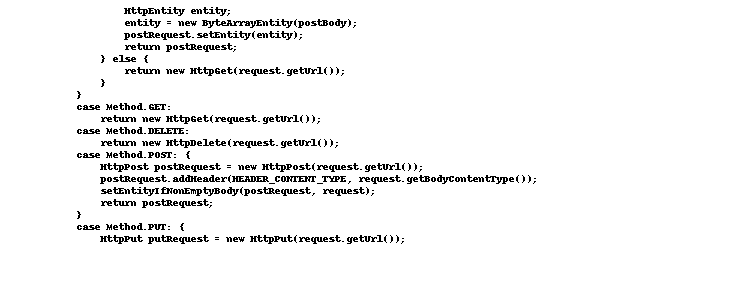 HttpEntity entity;
entity = new ByteArrayEntity(postBody);
postRequest.setEntity(entity);
return postRequest;
} else {
return new HttpGet(request.getUrl());
}
}
case Method.GET:
return new HttpGet(request.getUrl());
case Method.DELETE:
return new HttpDelete(request.getUrl());
case Method.POST: {
HttpPost postRequest = new HttpPost(request.getUrl());
postRequest.addHeader(HEADER_CONTENT_TYPE, request.getBodyContentType());
setEntityIfNonEmptyBody(postRequest, request);
return postRequest;
}
case Method.PUT: {
HttpPut putRequest = new HttpPut(request.getUrl());